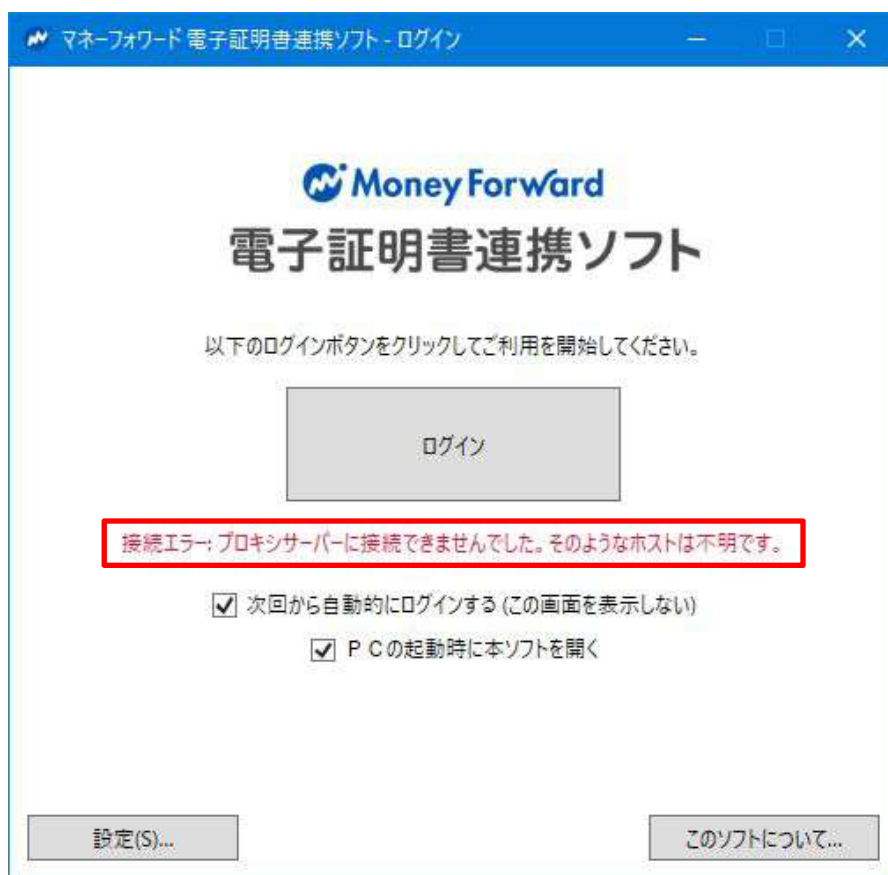 マネーフォワード 電子証明書連携ソフト - ログイン
Money Forward
電子証明書連携ソフト
以下のログインボタンをクリックしてご利用を開始してください。
ログイン
接続エラー: プロキシサーバーに接続できませんでした。そのようなホストは不明です。
次回から自動的にログインする (この画面を表示しない)
PCの起動時に本ソフトを開く
設定(S)...
このソフトについて...